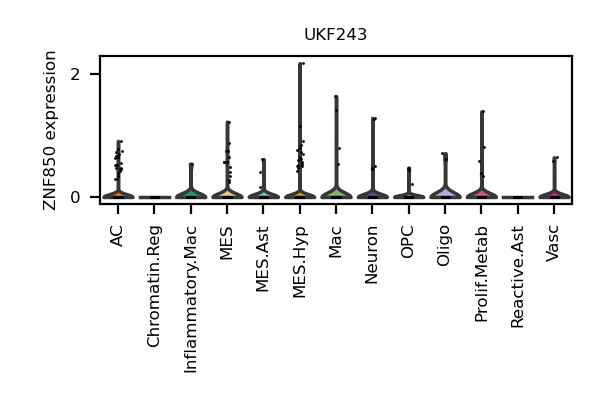 UKF243
ZNF850 expression
2
0
AC
Chromatin.Reg
Inflammatory.Mac
MES
MES.Ast
MES.Hyp
Mac
Neuron
OPC
Oligo
Prolif.Metab
Reactive.Ast
Vasc